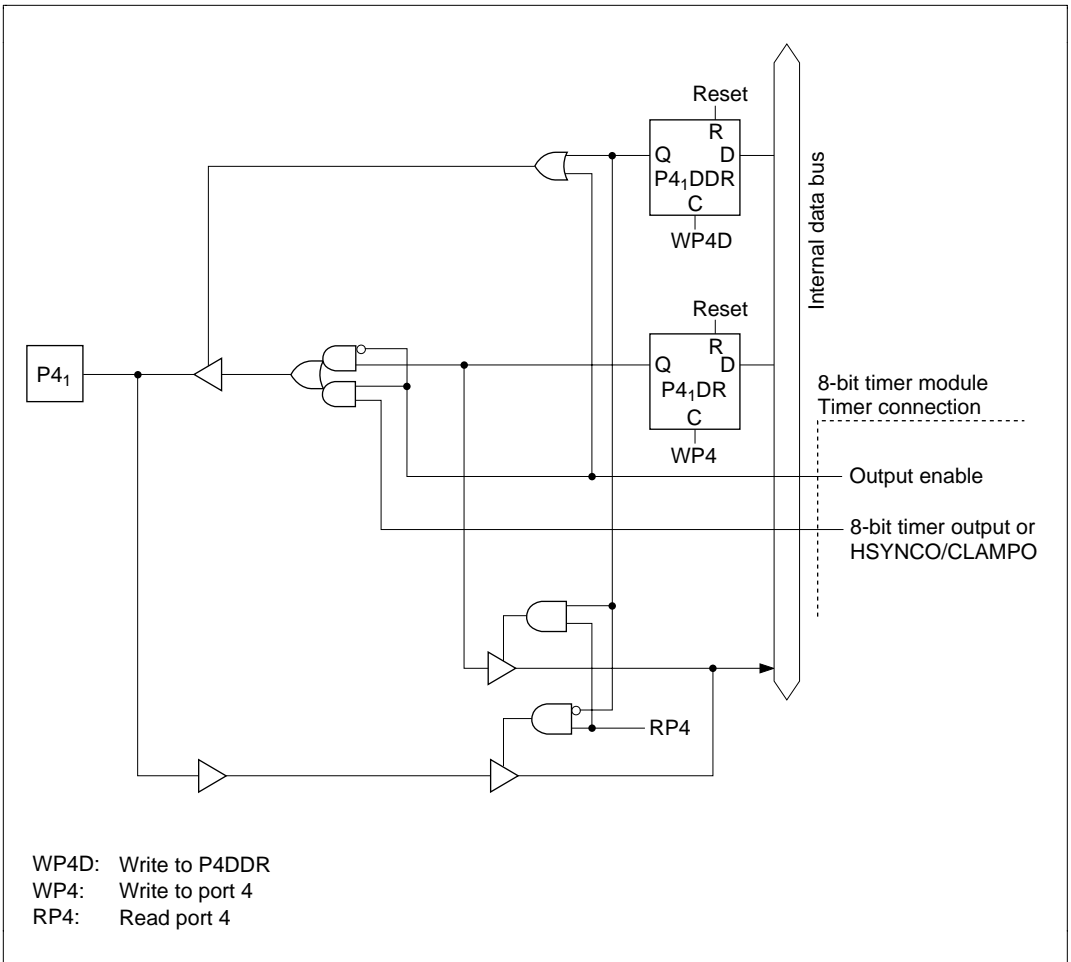 Reset
R
Q D
P4₁DDR
C
WP4D
Internal data bus
Reset
R
Q D
P4₁DR
C
WP4
P4₁
8-bit timer module
Timer connection
Output enable
8-bit timer output or
HSYNCO/CLAMPO
RP4
WP4D: Write to P4DDR
WP4: Write to port 4
RP4: Read port 4